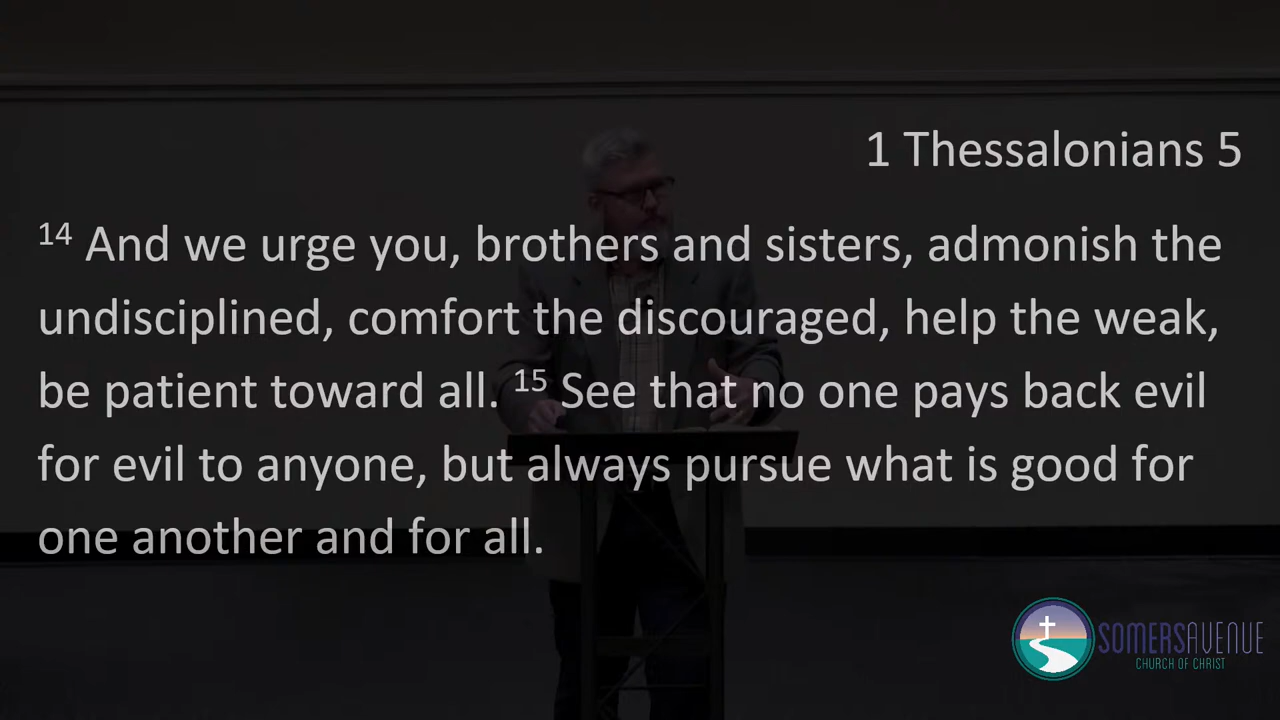 1 Thessalonians 5
14 And we urge you, brothers and sisters, admonish the
undisciplined, comfort the discouraged, help the weak,
be patient toward all. 15 See that no one pays back evil
for evil to anyone, but always pursue what is good for
one another and for all.
SOMERSAVENUE
CHURCH OF CHRIST